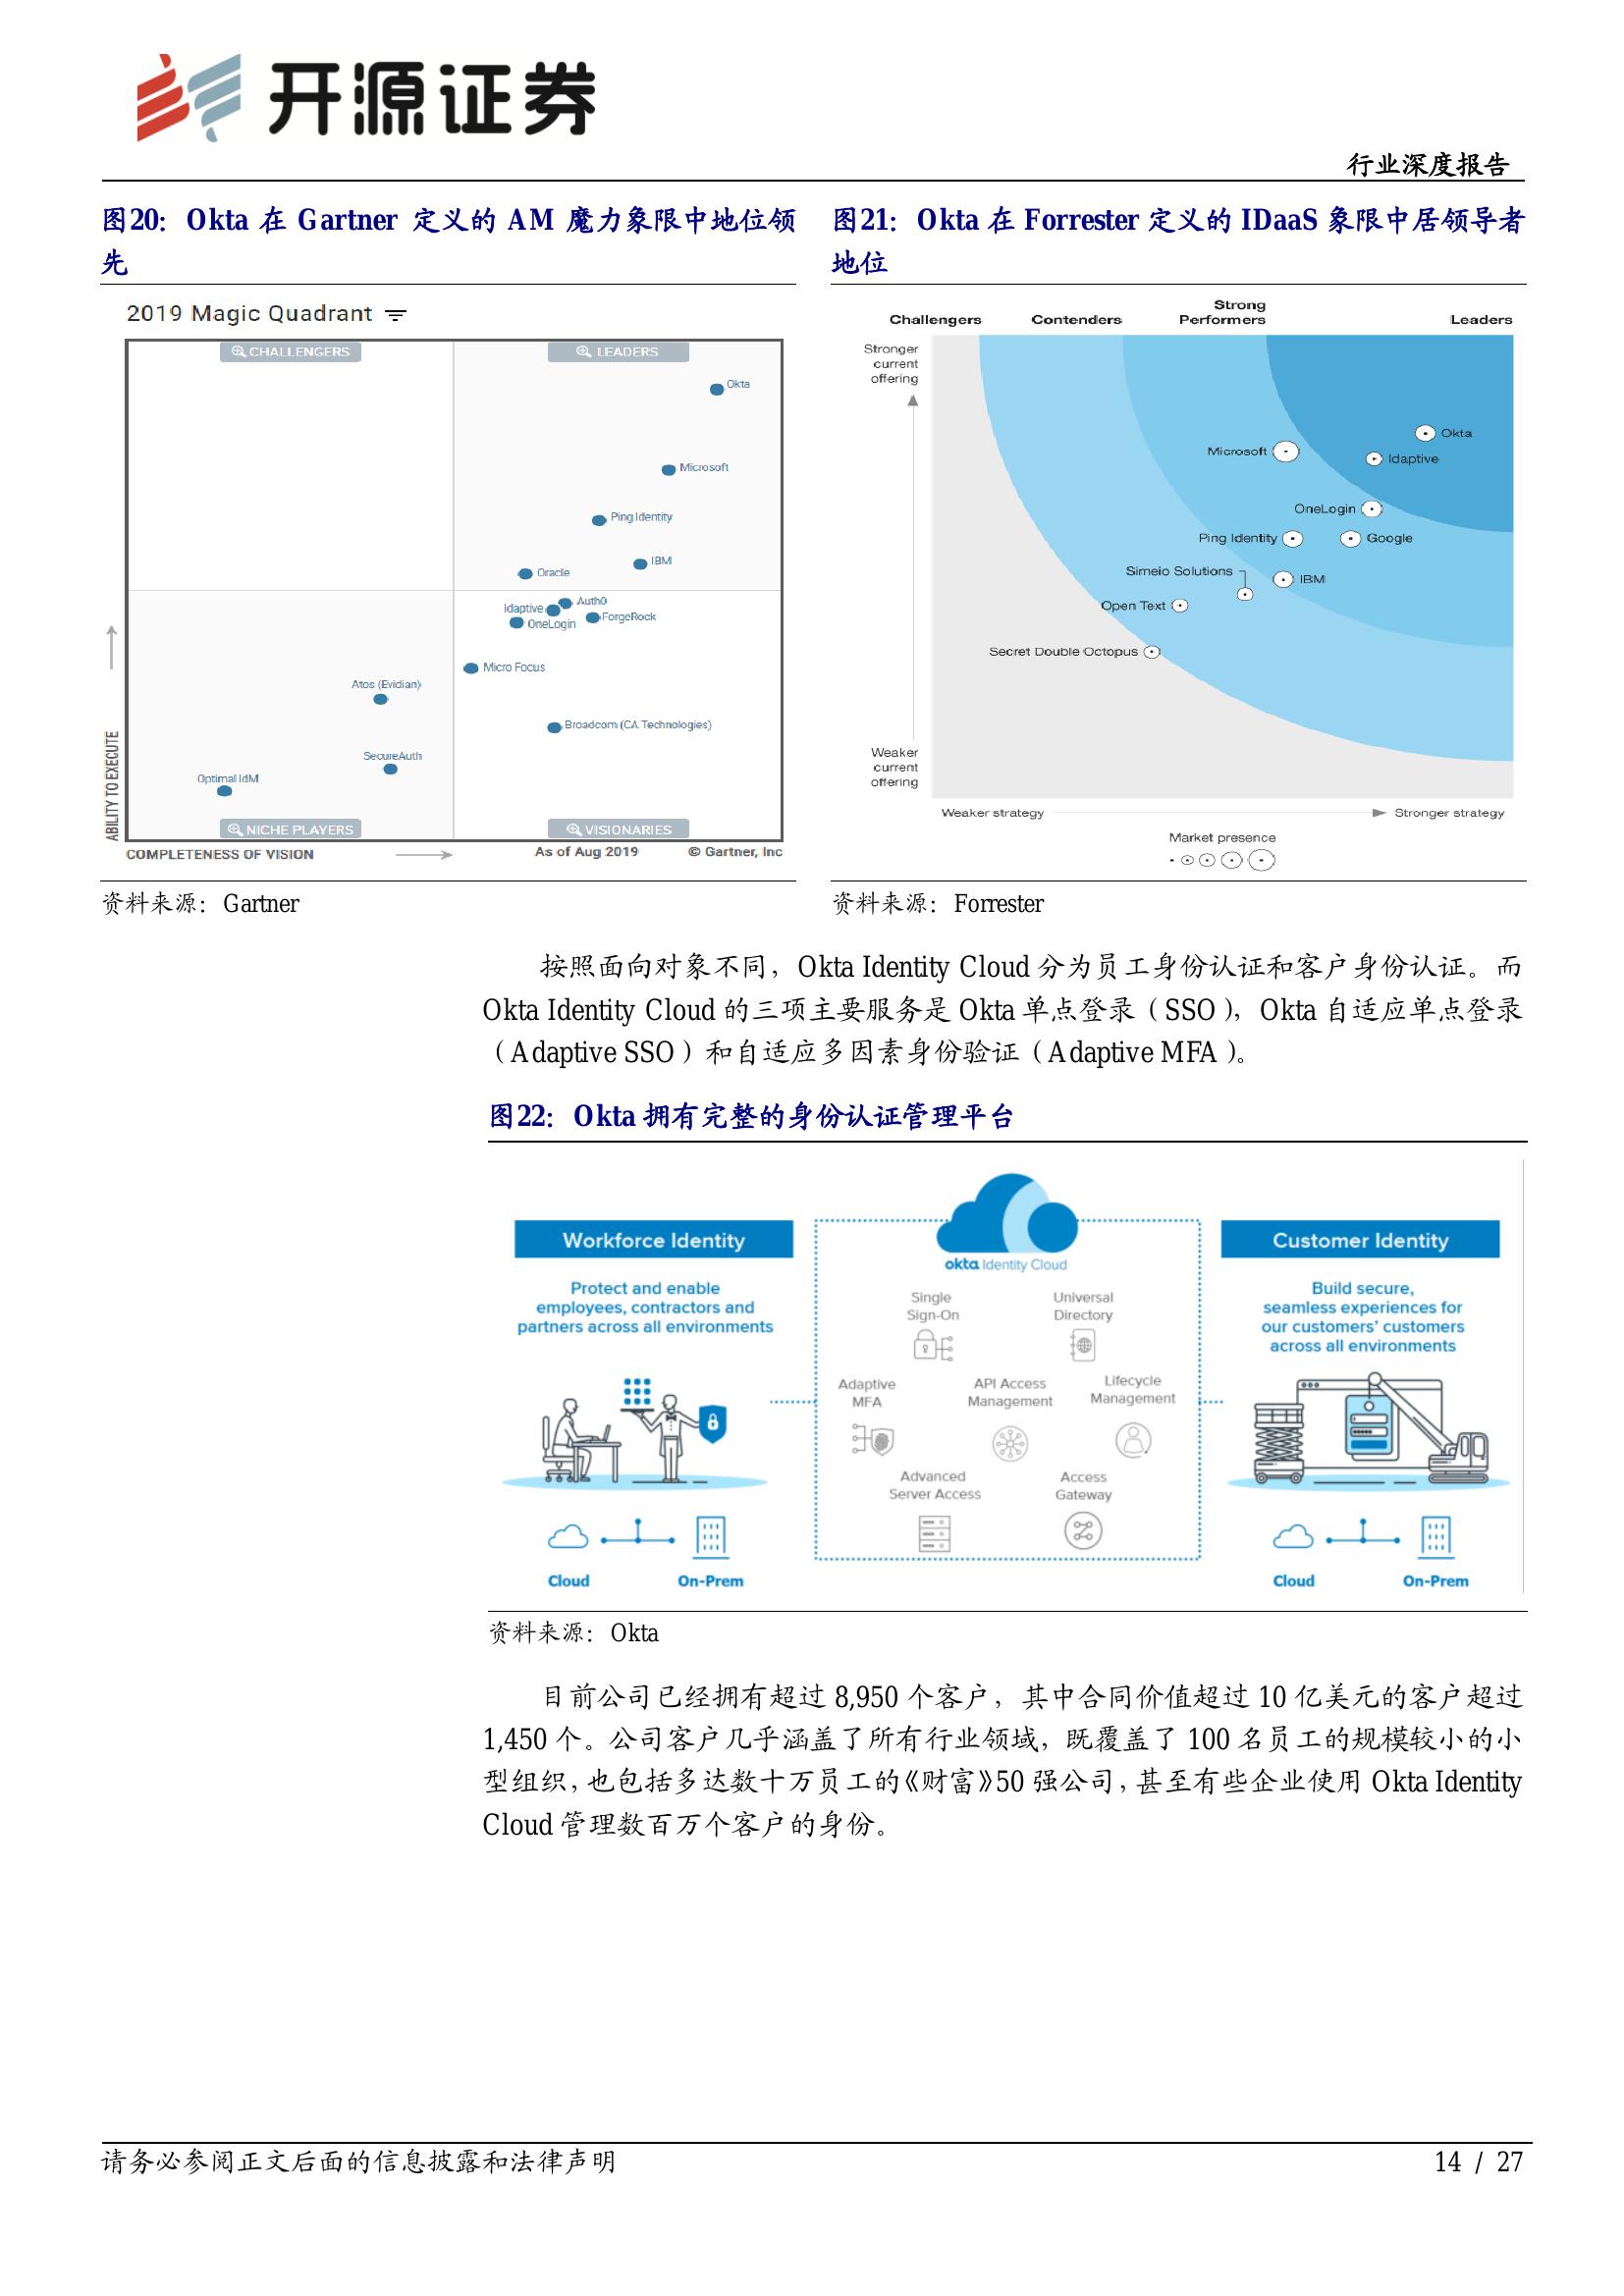 开源证券
行业深度报告
图20：Okta 在 Gartner 定义的 AM 魔力象限中地位领
先
2019 Magic Quadrant
CHALLENGERS
LEADERS
Okta
Microsoft
Ping Identity
IBM
Oracle
Auth0
Idaptive
ForgeRock
OneLogin
Micro Focus
Atos (Evidian)
Broadcom (CA Technologies)
SecureAuth
Optimal IdM
NICHE PLAYERS
VISIONARIES
ABILITY TO EXECUTE
COMPLETENESS OF VISION
As of Aug 2019
© Gartner, Inc
资料来源：Gartner
图21：Okta 在 Forrester 定义的 IDaaS 象限中居领导者
地位
Challengers
Contenders
Strong
Performers
Leaders
Stronger
current
offering
Okta
Microsoft
Idaptive
OneLogin
Ping Identity
Google
Simeio Solutions
IBM
Open Text
Secret Double Octopus
Weaker
current
offering
Weaker strategy
Stronger strategy
Market presence
资料来源：Forrester
按照面向对象不同，Okta Identity Cloud 分为员工身份认证和客户身份认证。而
Okta Identity Cloud 的三项主要服务是 Okta 单点登录（SSO），Okta 自适应单点登录
（Adaptive SSO）和自适应多因素身份验证（Adaptive MFA）。
图22：Okta 拥有完整的身份认证管理平台
Workforce Identity
Protect and enable
employees, contractors and
partners across all environments
Cloud
On-Prem
okta Identity Cloud
Single
Sign-On
Universal
Directory
Adaptive
MFA
API Access
Management
Lifecycle
Management
Advanced
Server Access
Access
Gateway
Customer Identity
Build secure,
seamless experiences for
our customers' customers
across all environments
Cloud
On-Prem
资料来源：Okta
目前公司已经拥有超过 8,950 个客户，其中合同价值超过 10 亿美元的客户超过
1,450 个。公司客户几乎涵盖了所有行业领域，既覆盖了 100 名员工的规模较小的小
型组织，也包括多达数十万员工的《财富》50 强公司，甚至有些企业使用 Okta Identity
Cloud 管理数百万个客户的身份。
请务必参阅正文后面的信息披露和法律声明
14 / 27